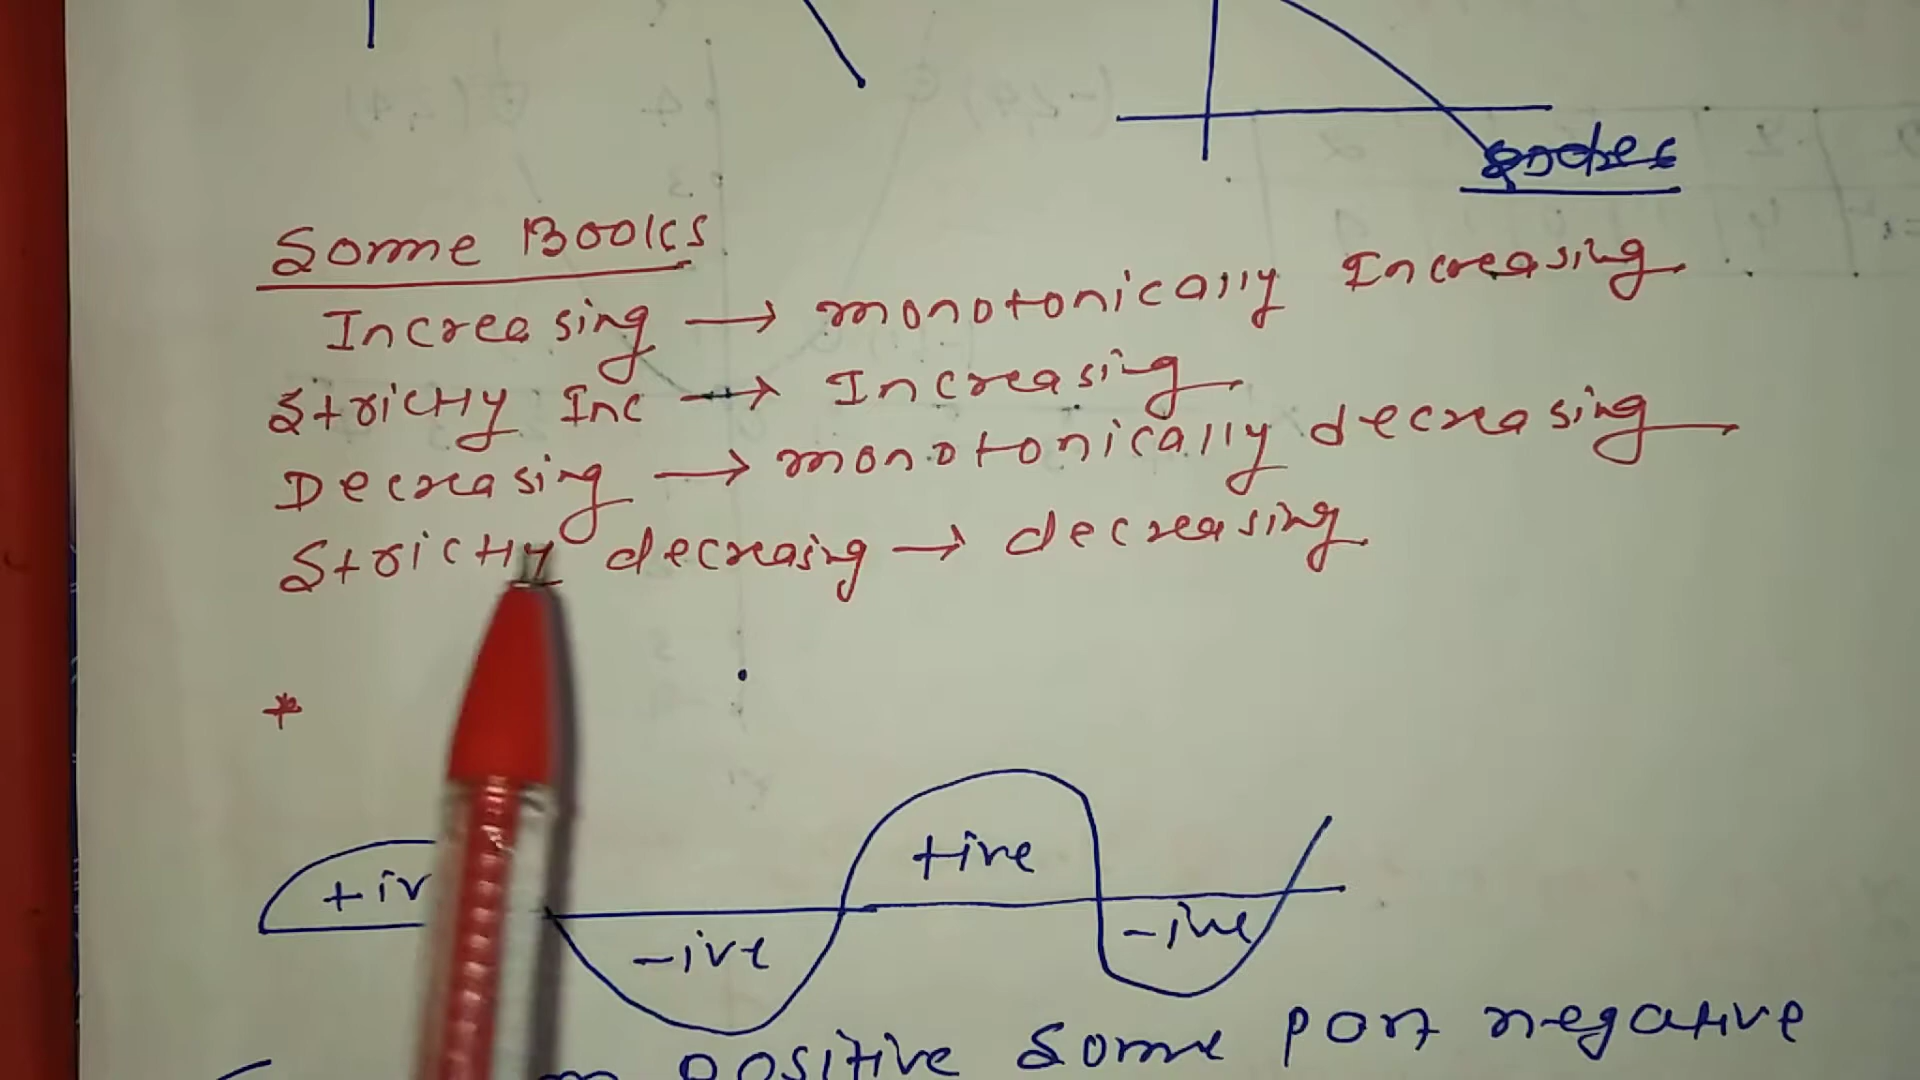 Some Books
Increasing → monotonically Increasing
Strictly Inc → Increasing
Decreasing → monotonically decreasing
Strictly decreasing → decreasing
*
+iv
-ive
+ive
-ive
positive some part negative